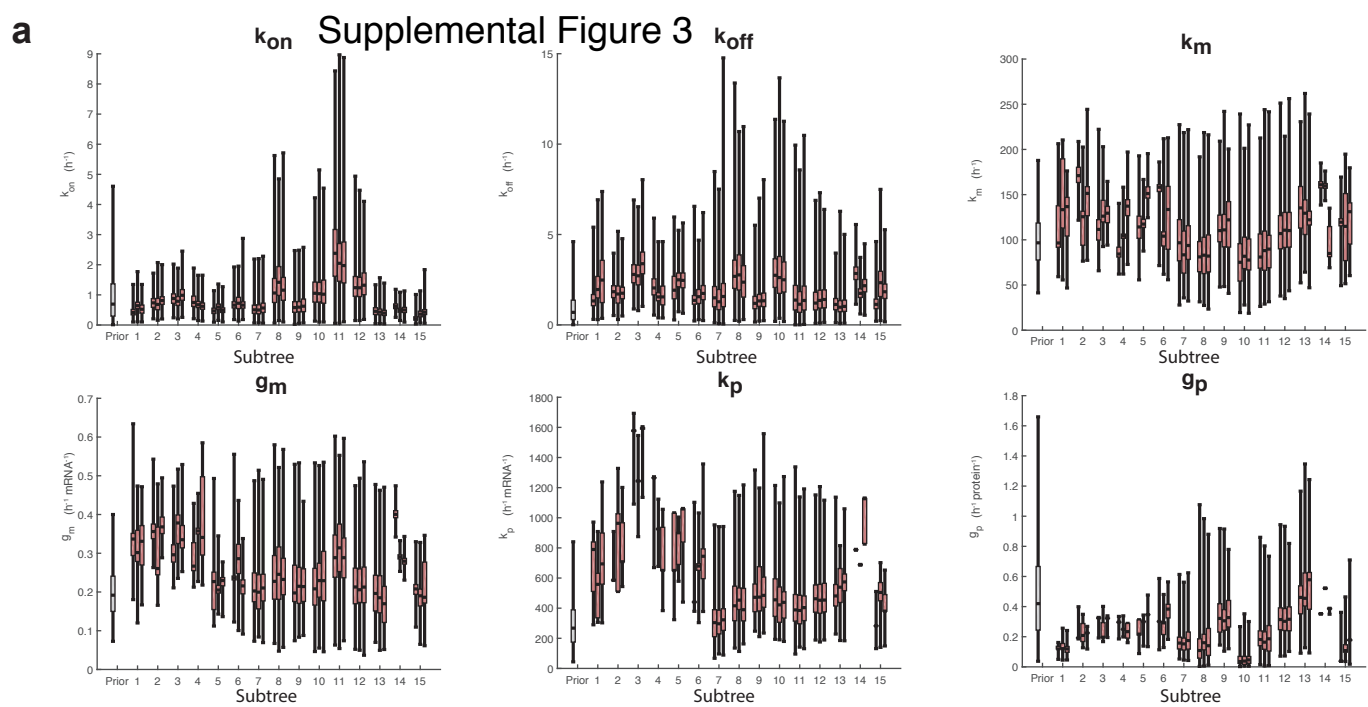 a
Supplemental Figure 3
kon
9
8
7
6
5
4
3
2
1
0
kon (h⁻¹)
Prior 1 2 3 4 5 6 7 8 9 10 11 12 13 14 15
Subtree
koff
15
10
5
0
koff (h⁻¹)
Prior 1 2 3 4 5 6 7 8 9 10 11 12 13 14 15
Subtree
km
300
250
200
150
100
50
0
km (h⁻¹)
Prior 1 2 3 4 5 6 7 8 9 10 11 12 13 14 15
Subtree
gm
0.7
0.6
0.5
0.4
0.3
0.2
0.1
0
gm (h⁻¹ mRNA⁻¹)
Prior 1 2 3 4 5 6 7 8 9 10 11 12 13 14 15
Subtree
kp
1800
1600
1400
1200
1000
800
600
400
200
0
kp (h⁻¹ mRNA⁻¹)
Prior 1 2 3 4 5 6 7 8 9 10 11 12 13 14 15
Subtree
gp
1.8
1.6
1.4
1.2
1
0.8
0.6
0.4
0.2
0
gp (h⁻¹ protein⁻¹)
Prior 1 2 3 4 5 6 7 8 9 10 11 12 13 14 15
Subtree